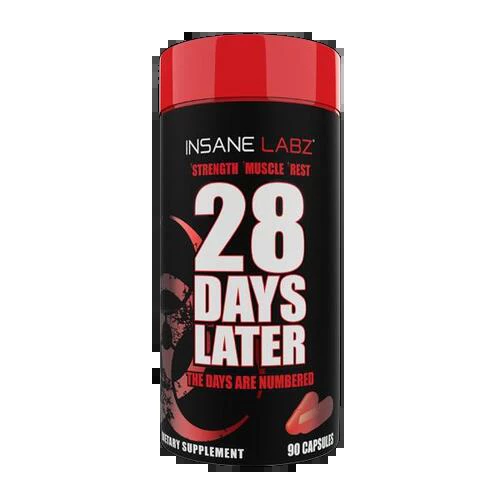 INSANE LABZ
STRENGTH MUSCLE REST
28
DAYS
LATER
THE DAYS ARE NUMBERED
DIETARY SUPPLEMENT
90 CAPSULES